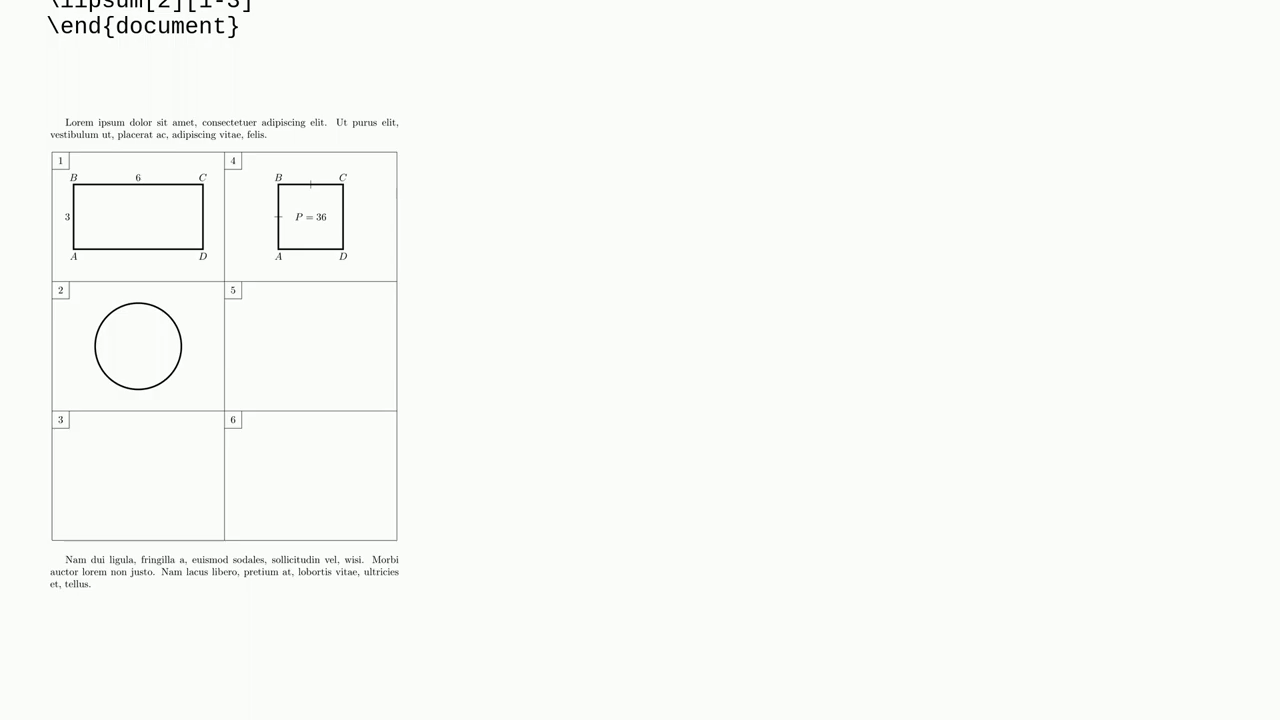 \lipsum[2][1-3]
\end{document}
Lorem ipsum dolor sit amet, consectetuer adipiscing elit. Ut purus elit,
vestibulum ut, placerat ac, adipiscing vitae, felis.
1
B 6 C
3
A D
4
B C
P = 36
A D
2
5
3
6
Nam dui ligula, fringilla a, euismod sodales, sollicitudin vel, wisi. Morbi
auctor lorem non justo. Nam lacus libero, pretium at, lobortis vitae, ultricies
et, tellus.